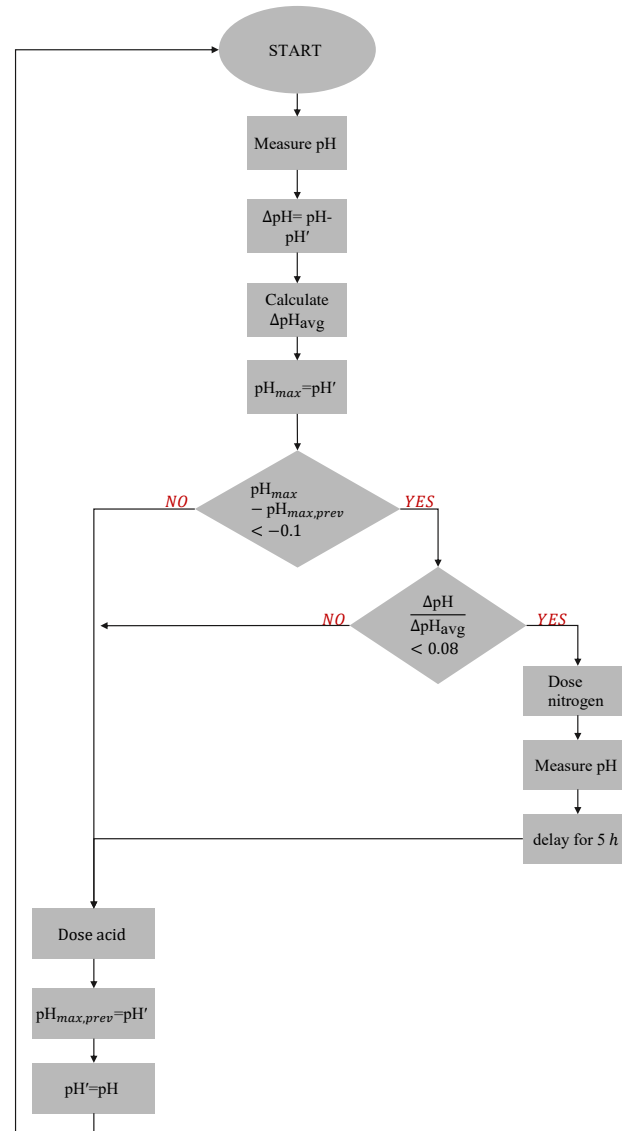 START
Measure pH
ΔpH= pH-
pH′
Calculate
ΔpHavg
pHmax=pH′
pHmax
− pHmax,prev
< −0.1
NO
YES
ΔpH
ΔpHavg
< 0.08
NO
YES
Dose
nitrogen
Measure pH
delay for 5 h
Dose acid
pHmax,prev=pH′
pH′=pH